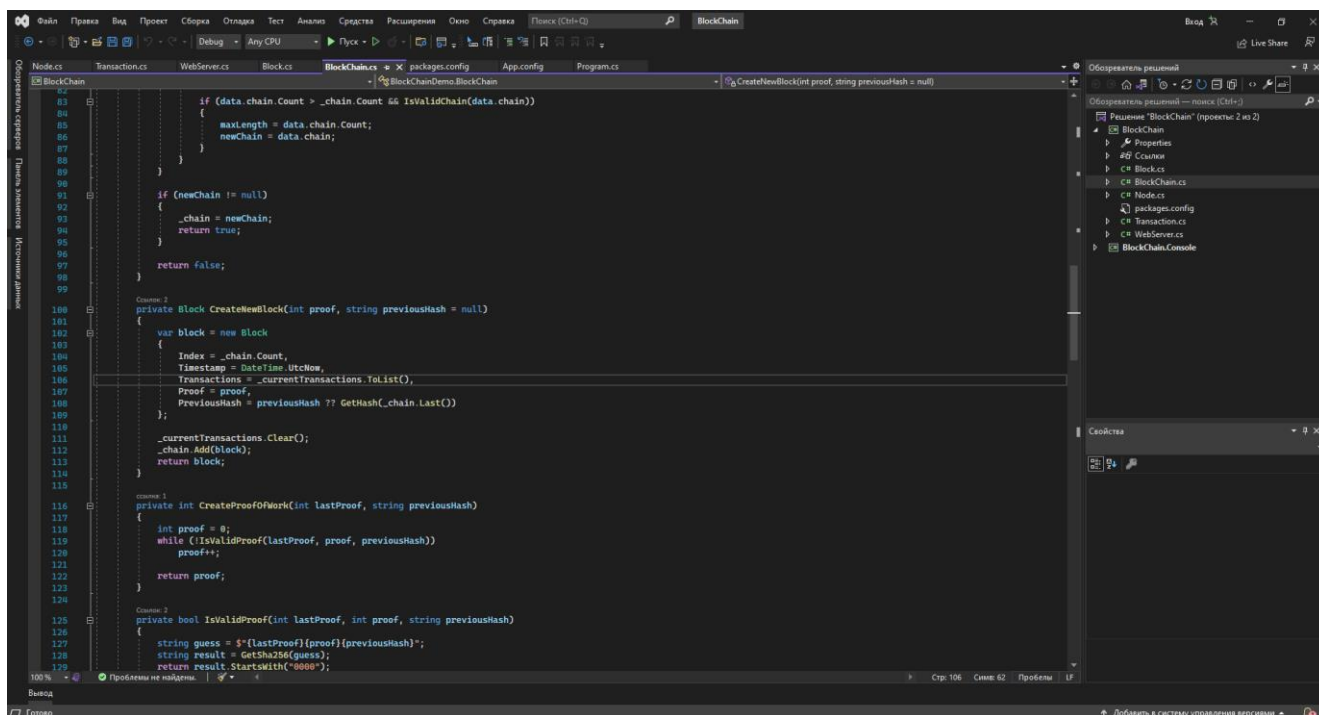 Файл Правка Вид Проект Сборка Отладка Тест Анализ Средства Расширения Окно Справка Поиск (Ctrl+Q) BlockChain Вход
Debug Any CPU Пуск Live Share
Node.cs Transaction.cs WebServer.cs Block.cs BlockChain.cs packages.config App.config Program.cs
BlockChain BlockChainDemo.BlockChain CreateNewBlock(int proof, string previousHash = null)
Обозреватель серверов
Панель элементов
Источники данных
82
83 if (data.chain.Count > _chain.Count && IsValidChain(data.chain))
84 {
85 maxLength = data.chain.Count;
86 newChain = data.chain;
87 }
88 }
89 }
90
91 if (newChain != null)
92 {
93 _chain = newChain;
94 return true;
95 }
96
97 return false;
98 }
99
Ссылок: 2
100 private Block CreateNewBlock(int proof, string previousHash = null)
101 {
102 var block = new Block
103 {
104 Index = _chain.Count,
105 Timestamp = DateTime.UtcNow,
106 Transactions = _currentTransactions.ToList(),
107 Proof = proof,
108 PreviousHash = previousHash ?? GetHash(_chain.Last())
109 };
110
111 _currentTransactions.Clear();
112 _chain.Add(block);
113 return block;
114 }
115
ссылка: 1
116 private int CreateProofOfWork(int lastProof, string previousHash)
117 {
118 int proof = 0;
119 while (!IsValidProof(lastProof, proof, previousHash))
120 proof++;
121
122 return proof;
123 }
124
Ссылок: 2
125 private bool IsValidProof(int lastProof, int proof, string previousHash)
126 {
127 string guess = $"{lastProof}{proof}{previousHash}";
128 string result = GetSha256(guess);
129 return result.StartsWith("0000");
100 % Проблемы не найдены. Стр: 106 Симв: 62 Пробелы LF
Вывод
Готово Добавить в систему управления версиями
Обозреватель решений
Обозреватель решений — поиск (Ctrl+;)
Решение "BlockChain" (проекты: 2 из 2)
BlockChain
Properties
Ссылки
C# Block.cs
C# BlockChain.cs
C# Node.cs
packages.config
C# Transaction.cs
C# WebServer.cs
BlockChain.Console
Свойства